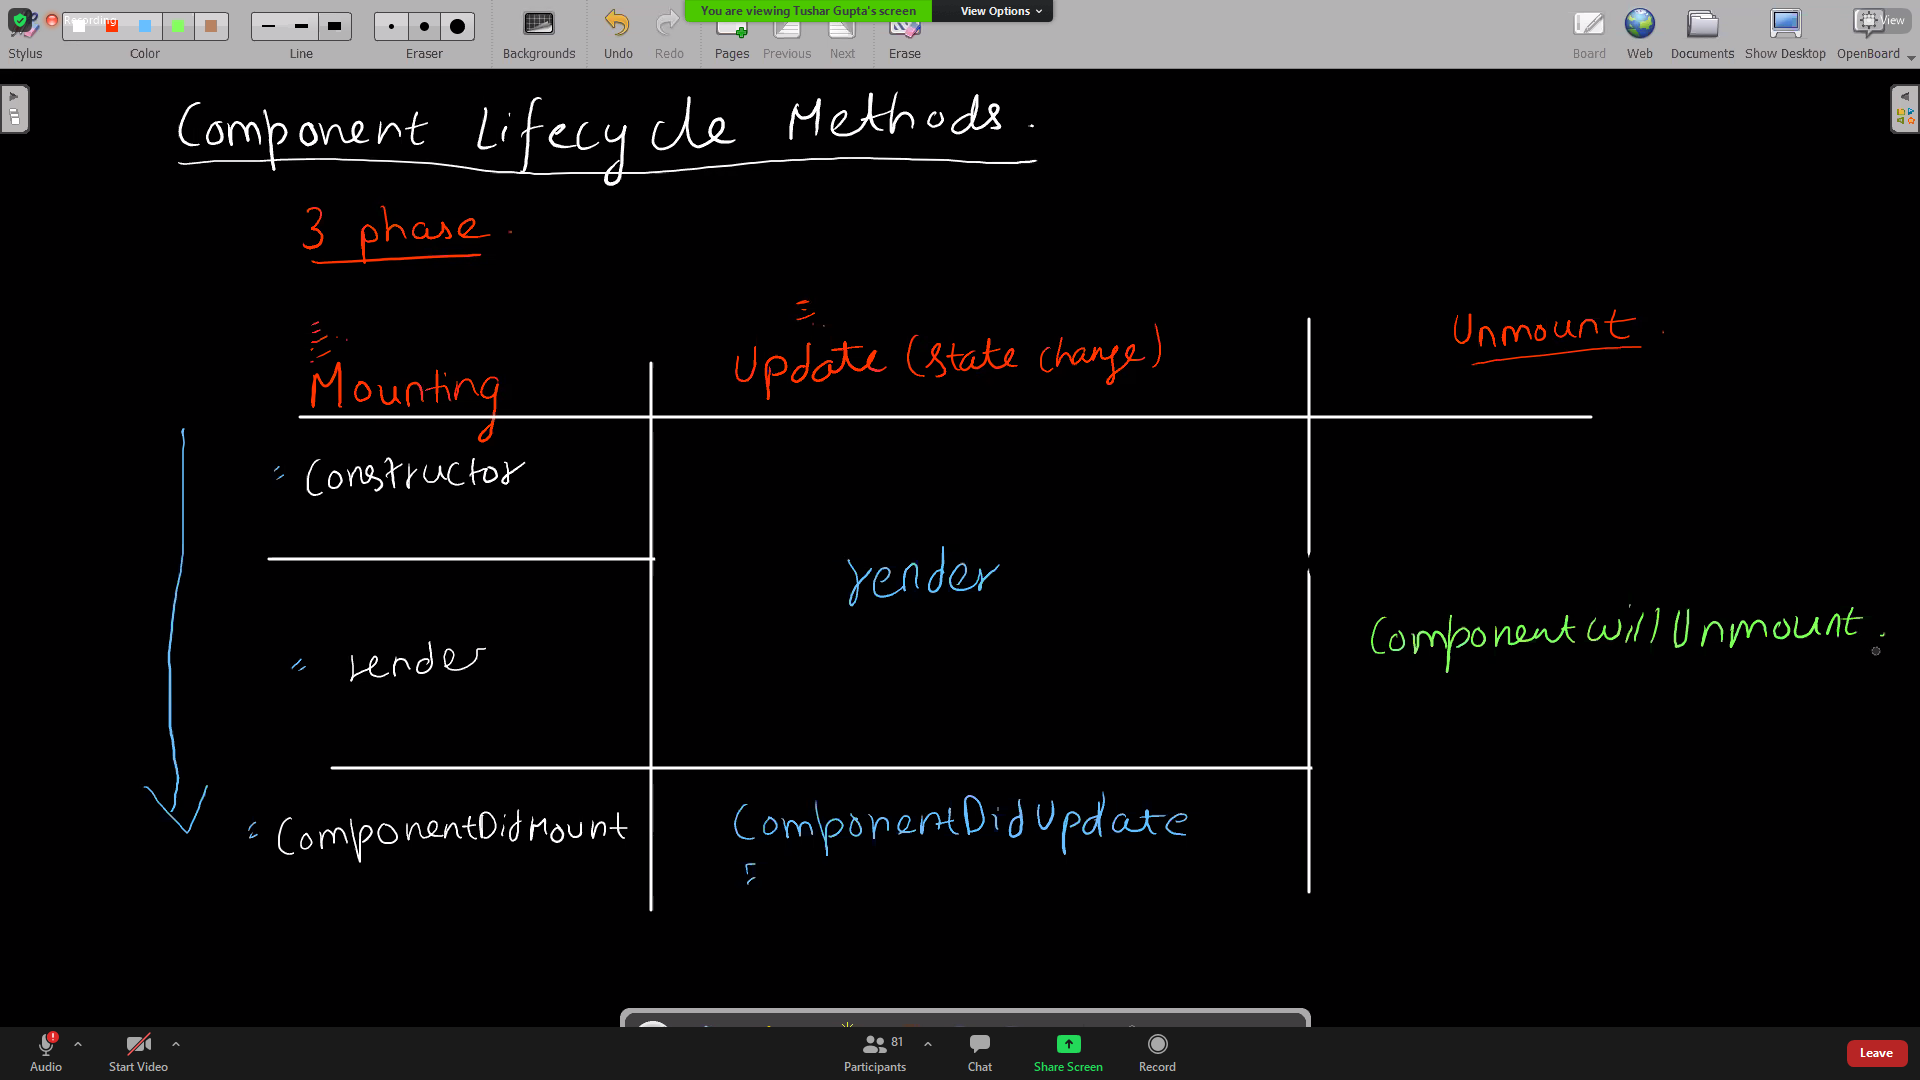 You are viewing Tushar Gupta's screen View Options
Recording
View
Stylus Color Line Eraser Backgrounds Undo Redo Pages Previous Next Erase Board Web Documents Show Desktop OpenBoard
Component Lifecycle Methods.
3 phase.
Mounting Update (state change) Unmount.
Constructor
render
render
ComponentWillUnmount.
ComponentDidMount ComponentDidUpdate
81
Audio Start Video Participants Chat Share Screen Record Leave